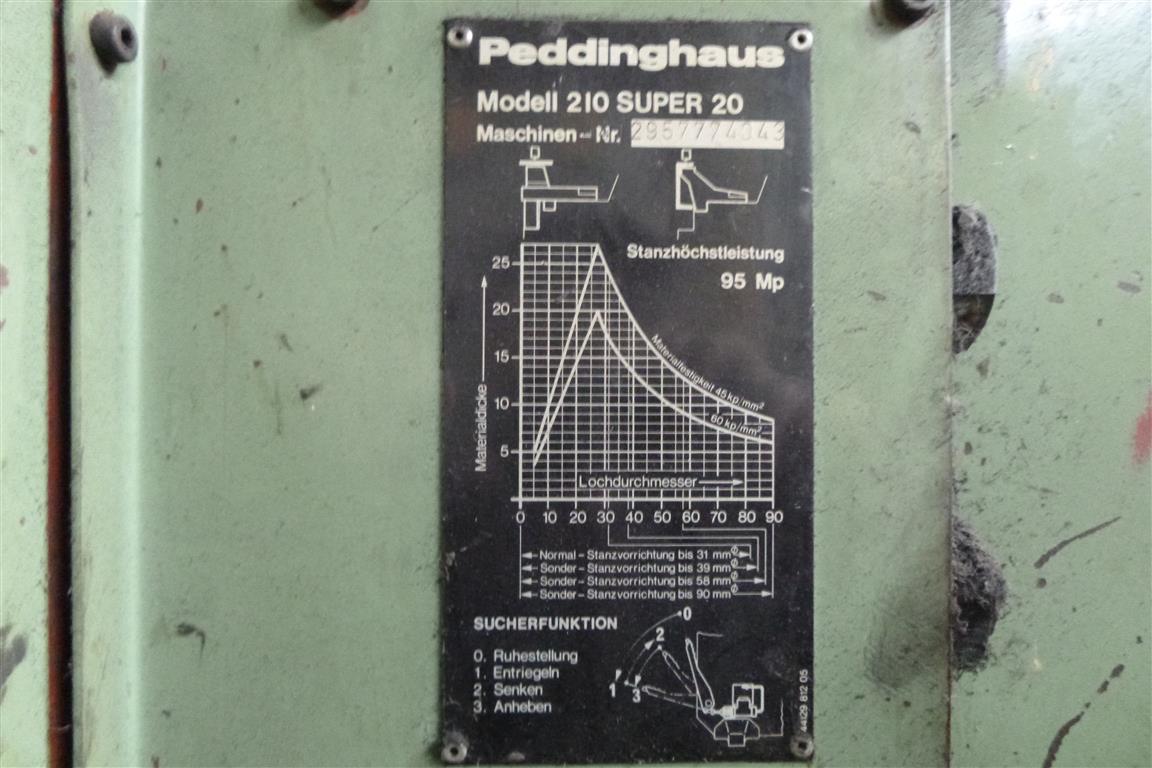 Peddinghaus
Modell 210 SUPER 20
Maschinen-Nr. 2957774343
Stanzhöchstleistung
95 Mp
25
20
15
10
5
Materialdicke
Materialfestigkeit 45 kp/mm²
60 kp/mm²
Lochdurchmesser
0 10 20 30 40 50 60 70 80 90
Normal-Stanzvorrichtung bis 31 mm
Sonder-Stanzvorrichtung bis 39 mm
Sonder-Stanzvorrichtung bis 58 mm
Sonder-Stanzvorrichtung bis 90 mm
SUCHERFUNKTION
0. Ruhestellung
1. Entriegeln
2. Senken
3. Anheben
0
2
1
3
44129 812 05